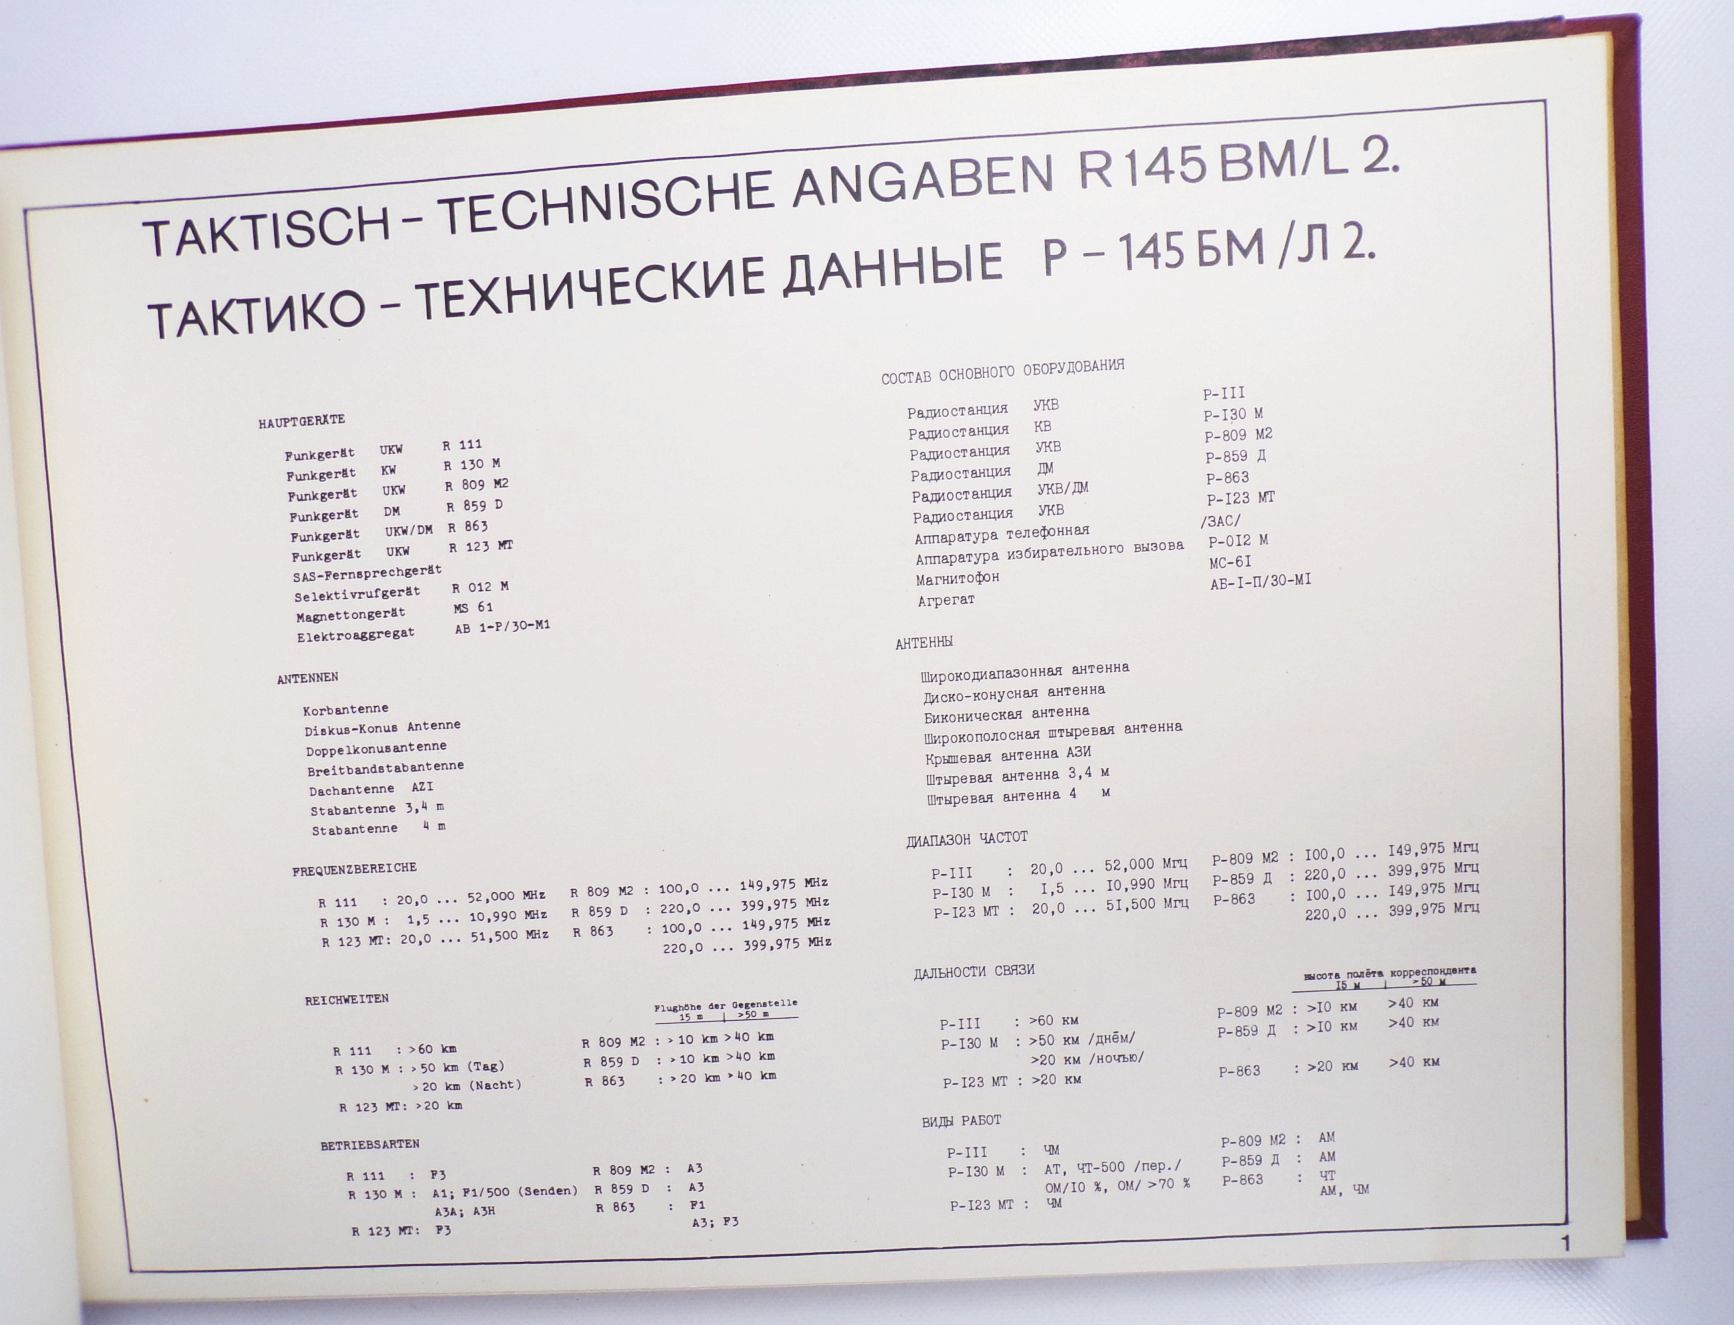 TAKTISCH – TECHNISCHE ANGABEN R 145 BM/L 2.
ТАКТИКО – ТЕХНИЧЕСКИЕ ДАННЫЕ Р – 145 БМ /Л 2.
HAUPTGERÄTE
Funkgerät UKW R 111
Funkgerät KW R 130 M
Funkgerät UKW R 809 M2
Funkgerät DM R 859 D
Funkgerät UKW/DM R 863
Funkgerät UKW R 123 MT
SAS-Fernsprechgerät
Selektivrufgerät R 012 M
Magnettongerät MS 61
Elektroaggregat AB 1-P/30-M1
ANTENNEN
Korbantenne
Diskus-Konus Antenne
Doppelkonusantenne
Breitbandstabantenne
Dachantenne AZI
Stabantenne 3,4 m
Stabantenne 4 m
FREQUENZBEREICHE
R 111 : 20,0 ... 52,000 MHz R 809 M2 : 100,0 ... 149,975 MHz
R 130 M : 1,5 ... 10,990 MHz R 859 D : 220,0 ... 399,975 MHz
R 123 MT: 20,0 ... 51,500 MHz R 863 : 100,0 ... 149,975 MHz
220,0 ... 399,975 MHz
REICHWEITEN
Flughöhe der Gegenstelle
15 m | >50 m
R 111 : >60 km R 809 M2 : >10 km >40 km
R 130 M : >50 km (Tag) R 859 D : >10 km >40 km
>20 km (Nacht) R 863 : >20 km >40 km
R 123 MT: >20 km
BETRIEBSARTEN
R 111 : F3 R 809 M2 : A3
R 130 M : A1; F1/500 (Senden) R 859 D : A3
A3A; A3H R 863 : F1
R 123 MT: F3 A3; F3
СОСТАВ ОСНОВНОГО ОБОРУДОВАНИЯ
Радиостанция УКВ Р-III
Радиостанция КВ Р-I30 М
Радиостанция УКВ Р-809 М2
Радиостанция ДМ Р-859 Д
Радиостанция УКВ/ДМ Р-863
Радиостанция УКВ Р-I23 МТ
Аппаратура телефонная /ЗАС/
Аппаратура избирательного вызова Р-0I2 М
Магнитофон МС-6I
Агрегат АБ-I-П/30-МI
АНТЕННЫ
Широкодиапазонная антенна
Диско-конусная антенна
Биконическая антенна
Широкополосная штыревая антенна
Крышевая антенна АЗИ
Штыревая антенна 3,4 м
Штыревая антенна 4 м
ДИАПАЗОН ЧАСТОТ
Р-III : 20,0 ... 52,000 Мгц Р-809 М2 : I00,0 ... I49,975 Мгц
Р-I30 М : I,5 ... I0,990 Мгц Р-859 Д : 220,0 ... 399,975 Мгц
Р-I23 МТ : 20,0 ... 5I,500 Мгц Р-863 : I00,0 ... I49,975 Мгц
220,0 ... 399,975 Мгц
ДАЛЬНОСТИ СВЯЗИ
высота полёта корреспондента
I5 м | >50 м
Р-III : >60 км Р-809 М2 : >I0 км >40 км
Р-I30 М : >50 км /днём/ Р-859 Д : >I0 км >40 км
>20 км /ночью/
Р-I23 МТ : >20 км Р-863 : >20 км >40 км
ВИДЫ РАБОТ
Р-III : ЧМ Р-809 М2 : АМ
Р-I30 М : АТ, ЧТ-500 /пер./ Р-859 Д : АМ
ОМ/I0 %, ОМ/ >70 % Р-863 : ЧТ
Р-I23 МТ : ЧМ АМ, ЧМ
1